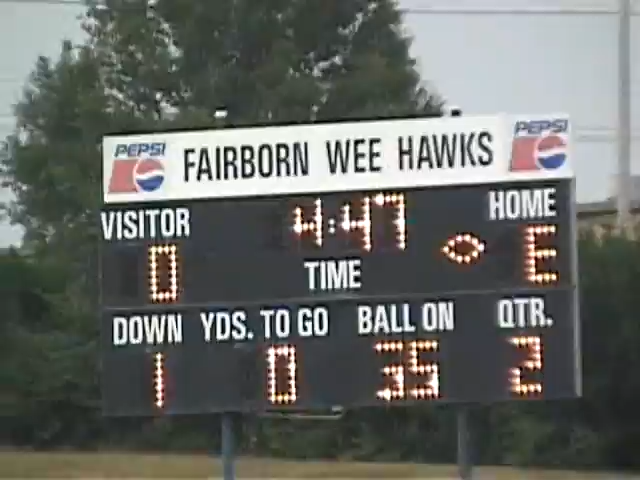 PEPSI FAIRBORN WEE HAWKS PEPSI
VISITOR 4:47 HOME
0 TIME E
DOWN YDS. TO GO BALL ON QTR.
1 0 35 2